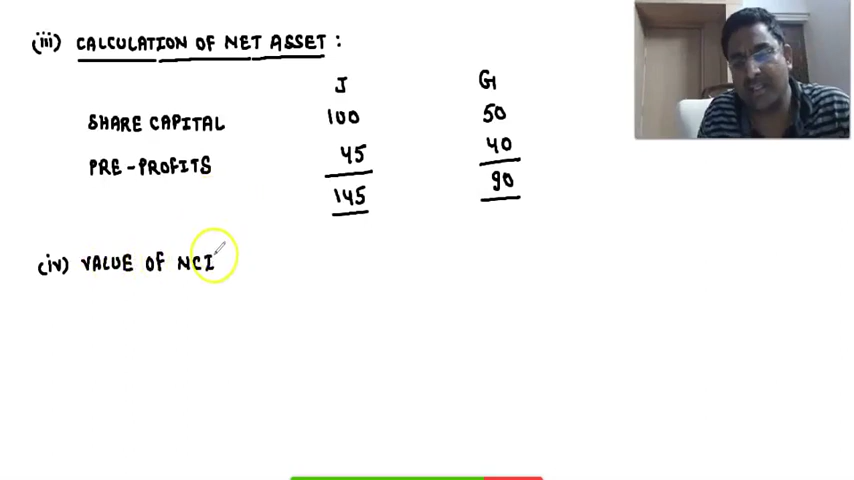 (iii) CALCULATION OF NET ASSET :
J G
SHARE CAPITAL 100 50
PRE-PROFITS 45 40
145 90
(iv) VALUE OF NCI